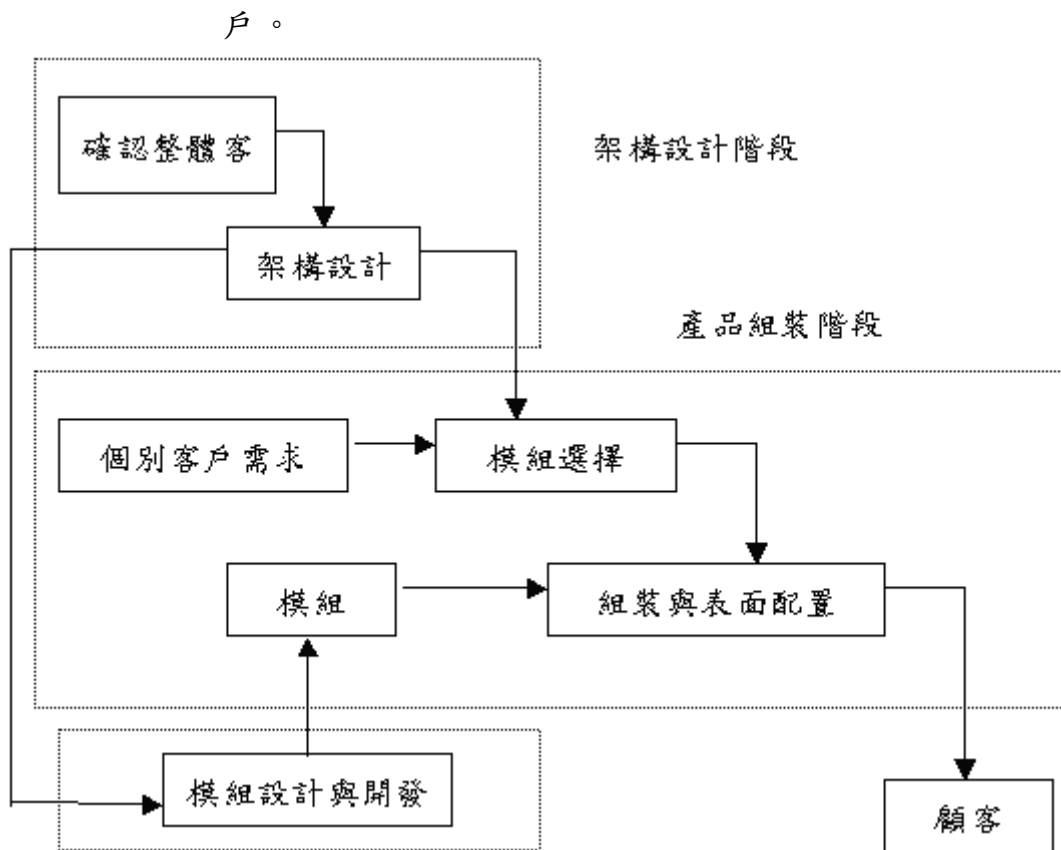 戶。
確認整體客
架構設計階段
架構設計
產品組裝階段
個別客戶需求
模組選擇
模組
組裝與表面配置
模組設計與開發
顧客